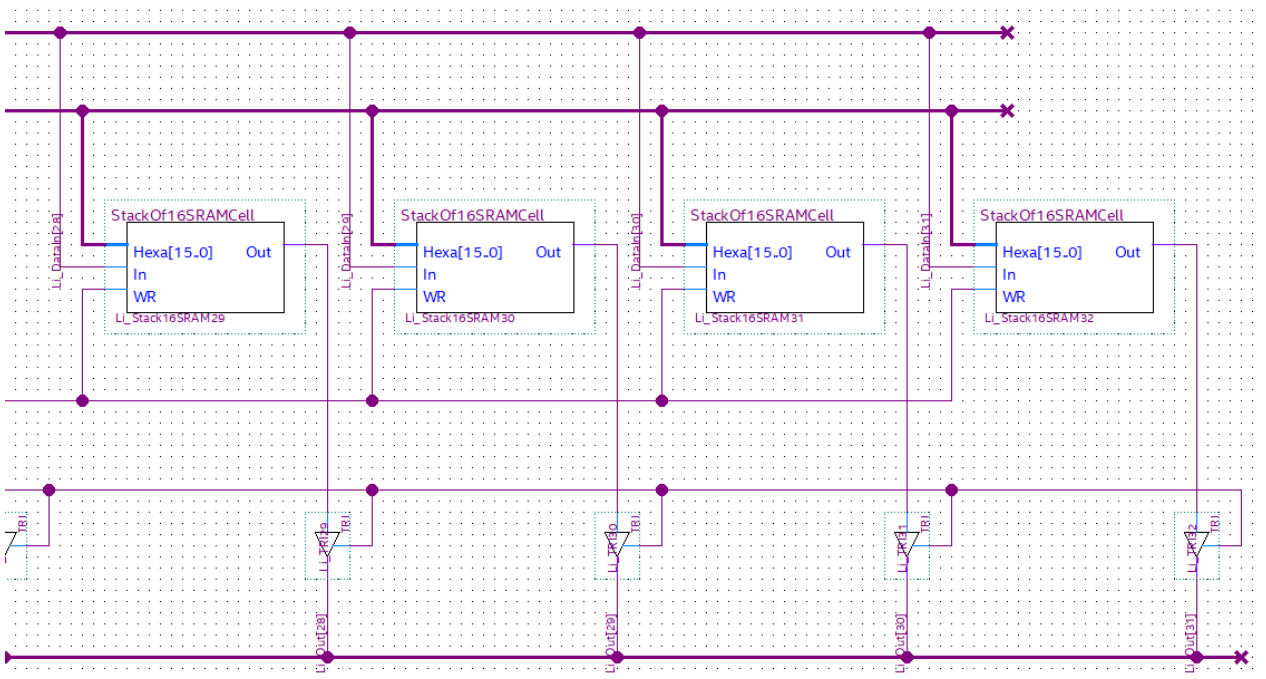 Li_DataIn[28]
StackOf16SRAMCell
Hexa[15..0] Out
In
WR
Li_Stack16SRAM29
Li_DataIn[29]
StackOf16SRAMCell
Hexa[15..0] Out
In
WR
Li_Stack16SRAM30
Li_DataIn[30]
StackOf16SRAMCell
Hexa[15..0] Out
In
WR
Li_Stack16SRAM31
Li_DataIn[31]
StackOf16SRAMCell
Hexa[15..0] Out
In
WR
Li_Stack16SRAM32
TRI
Li_TRI29
TRI
Li_TRI30
TRI
Li_TRI31
TRI
Li_TRI32
TRI
Li_Out[28]
Li_Out[29]
Li_Out[30]
Li_Out[31]